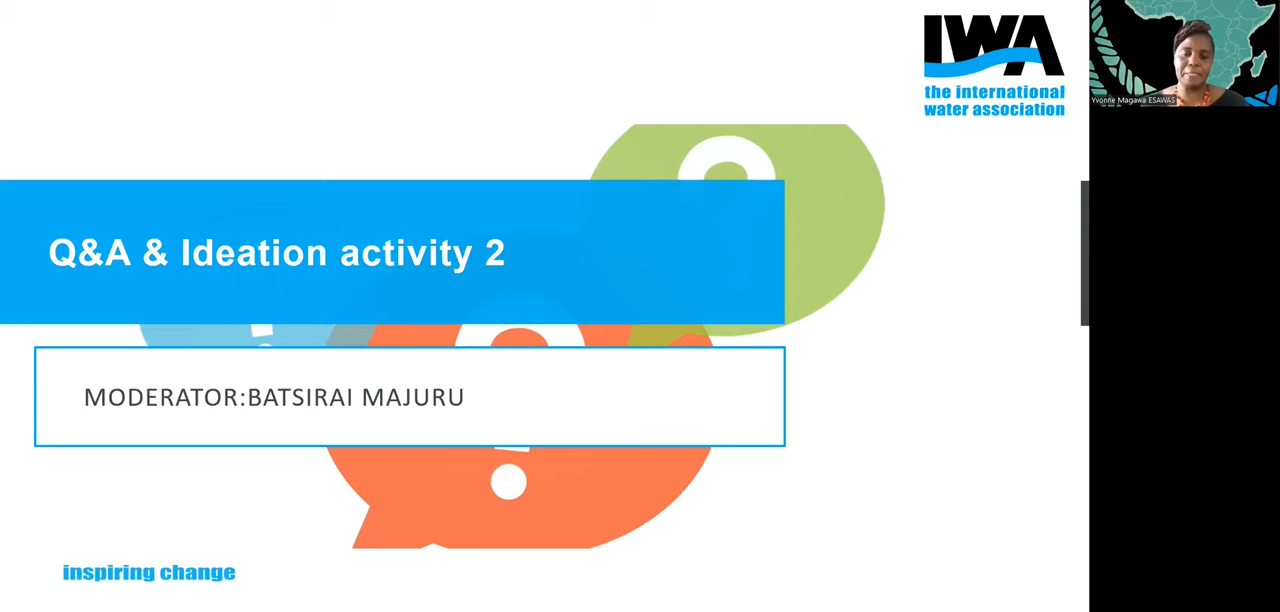 IWA
the international
water association
Yvonne Magawa ESAWAS
Q&A & Ideation activity 2
MODERATOR:BATSIRAI MAJURU
inspiring change